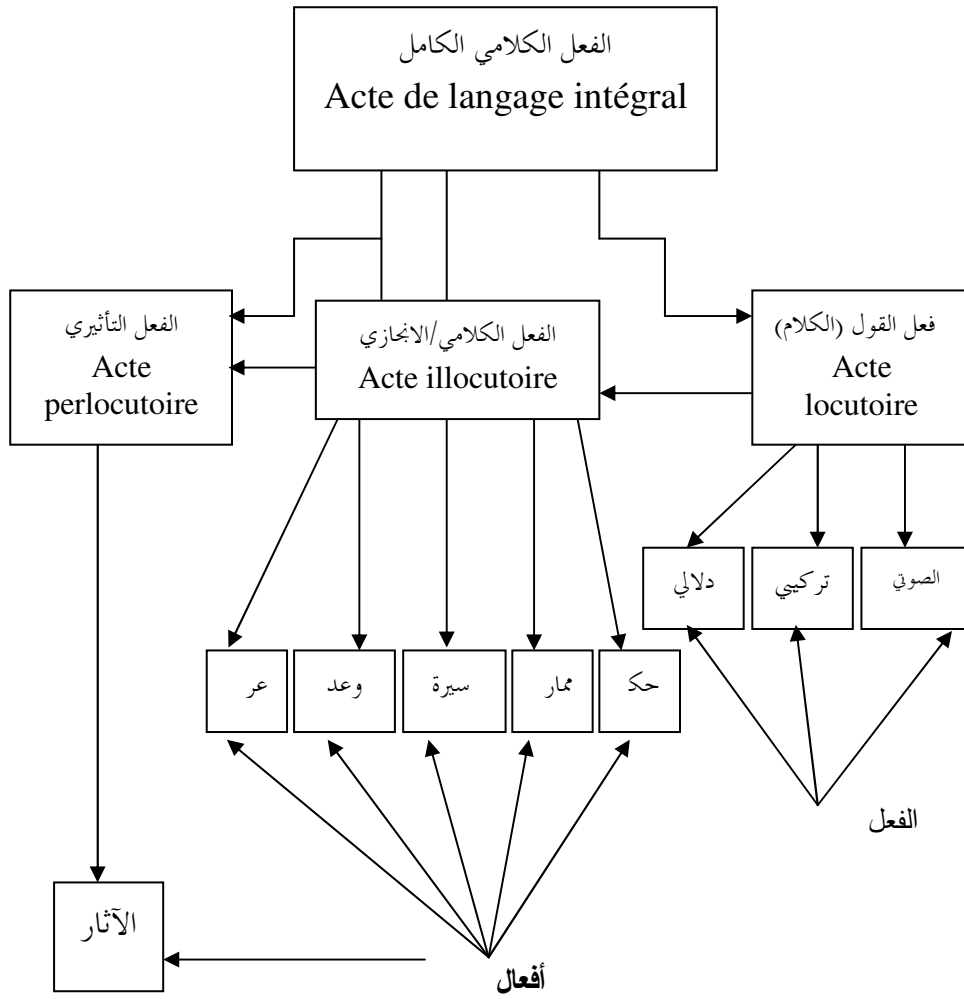 الفعل الكلامي الكامل
Acte de langage intégral
فعل القول (الكلام)
Acte
locutoire
الفعل الكلامي/الانجازي
Acte illocutoire
الفعل التأثيري
Acte
perlocutoire
الصوتي
تركيبي
دلالي
حك
ممار
سيرة
وعد
عر
الفعل
الآثار
أفعال